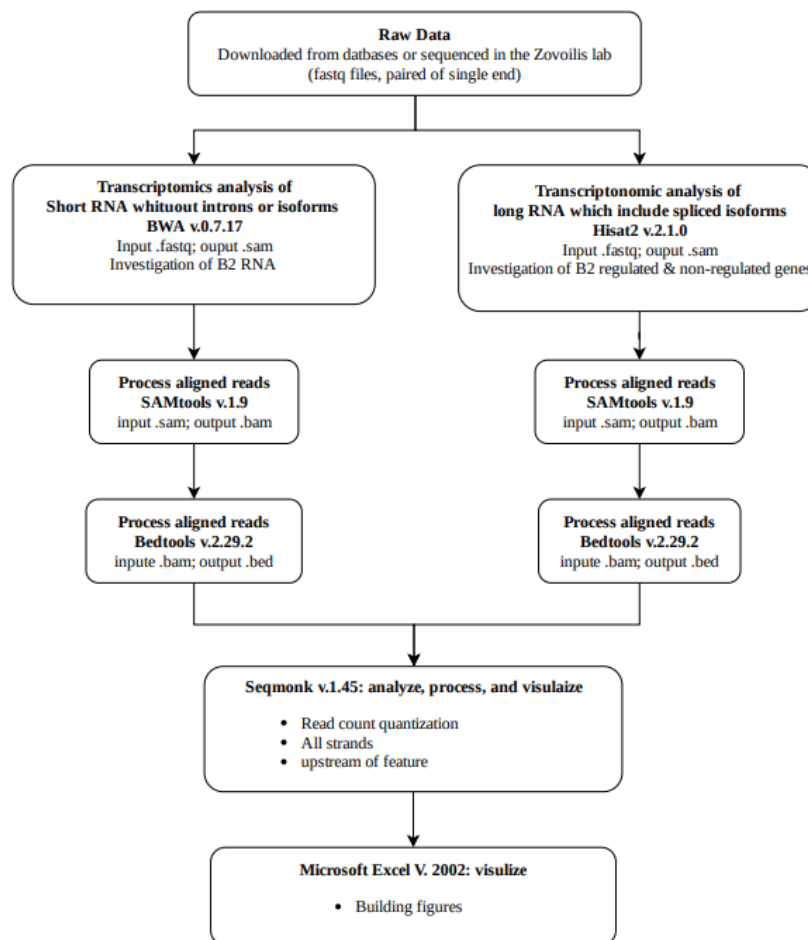 Raw Data
Downloaded from datbases or sequenced in the Zovoilis lab
(fastq files, paired of single end)
Transcriptomics analysis of
Short RNA whituout introns or isoforms
BWA v.0.7.17
Input .fastq; ouput .sam
Investigation of B2 RNA
Transcriptonomic analysis of
long RNA which include spliced isoforms
Hisat2 v.2.1.0
Input .fastq; ouput .sam
Investigation of B2 regulated & non-regulated genes
Process aligned reads
SAMtools v.1.9
input .sam; output .bam
Process aligned reads
SAMtools v.1.9
input .sam; output .bam
Process aligned reads
Bedtools v.2.29.2
inpute .bam; output .bed
Process aligned reads
Bedtools v.2.29.2
inpute .bam; output .bed
Seqmonk v.1.45: analyze, process, and visulaize
• Read count quantization
• All strands
• upstream of feature
Microsoft Excel V. 2002: visulize
• Building figures